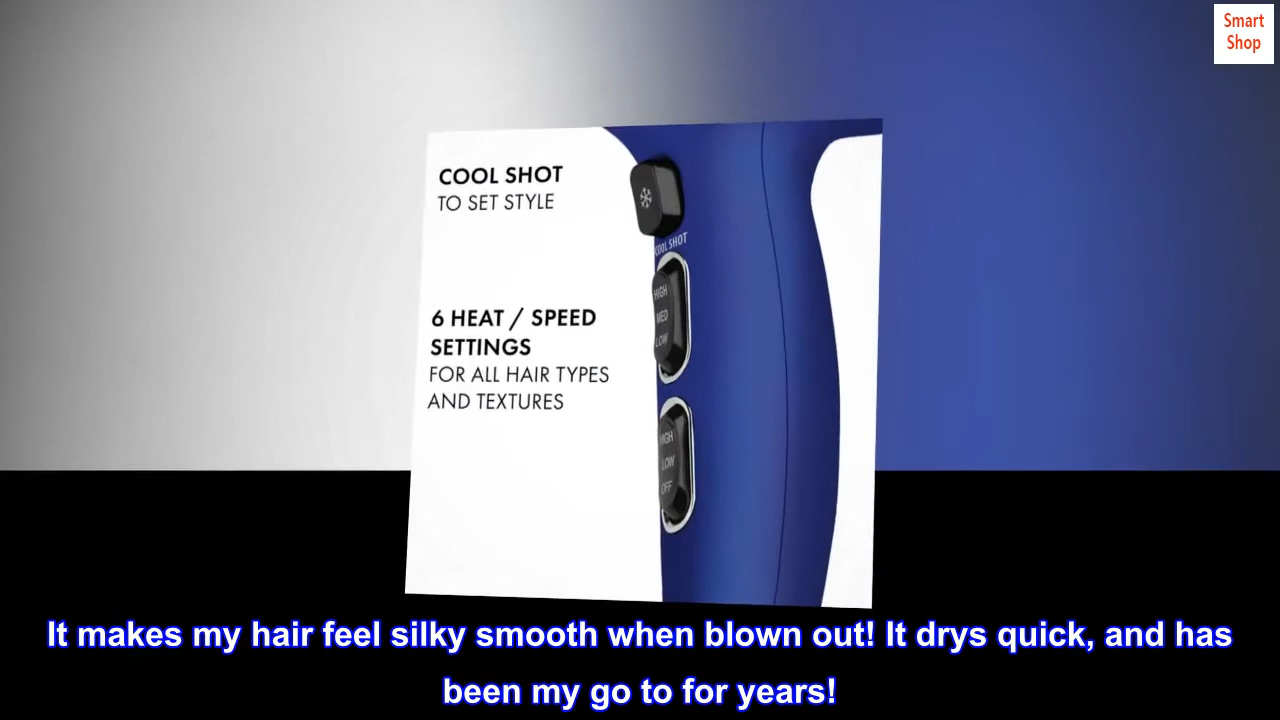 Smart
Shop
COOL SHOT
TO SET STYLE
COOL SHOT
HIGH
MED
LOW
6 HEAT / SPEED
SETTINGS
FOR ALL HAIR TYPES
AND TEXTURES
HIGH
LOW
OFF
It makes my hair feel silky smooth when blown out! It drys quick, and has
been my go to for years!